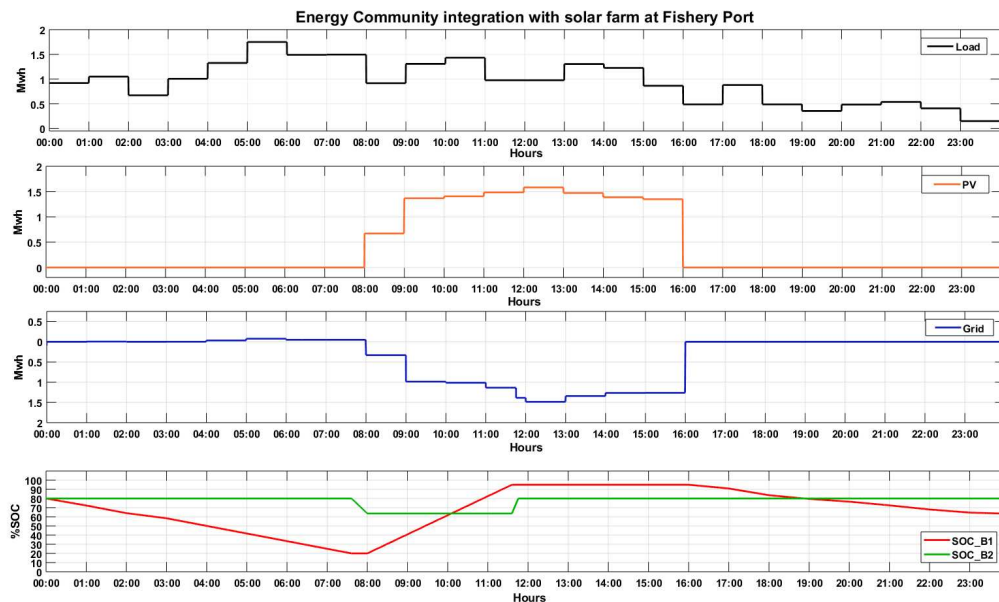 Energy Community integration with solar farm at Fishery Port
2
1.5
1
0.5
0
Mwh
Load
00:00 01:00 02:00 03:00 04:00 05:00 06:00 07:00 08:00 09:00 10:00 11:00 12:00 13:00 14:00 15:00 16:00 17:00 18:00 19:00 20:00 21:00 22:00 23:00
Hours
2
1.5
1
0.5
0
Mwh
PV
00:00 01:00 02:00 03:00 04:00 05:00 06:00 07:00 08:00 09:00 10:00 11:00 12:00 13:00 14:00 15:00 16:00 17:00 18:00 19:00 20:00 21:00 22:00 23:00
Hours
0.5
0
0.5
1
1.5
2
Mwh
Grid
00:00 01:00 02:00 03:00 04:00 05:00 06:00 07:00 08:00 09:00 10:00 11:00 12:00 13:00 14:00 15:00 16:00 17:00 18:00 19:00 20:00 21:00 22:00 23:00
Hours
100
90
80
70
60
50
40
30
20
10
0
%SOC
SOC_B1
SOC_B2
00:00 01:00 02:00 03:00 04:00 05:00 06:00 07:00 08:00 09:00 10:00 11:00 12:00 13:00 14:00 15:00 16:00 17:00 18:00 19:00 20:00 21:00 22:00 23:00
Hours